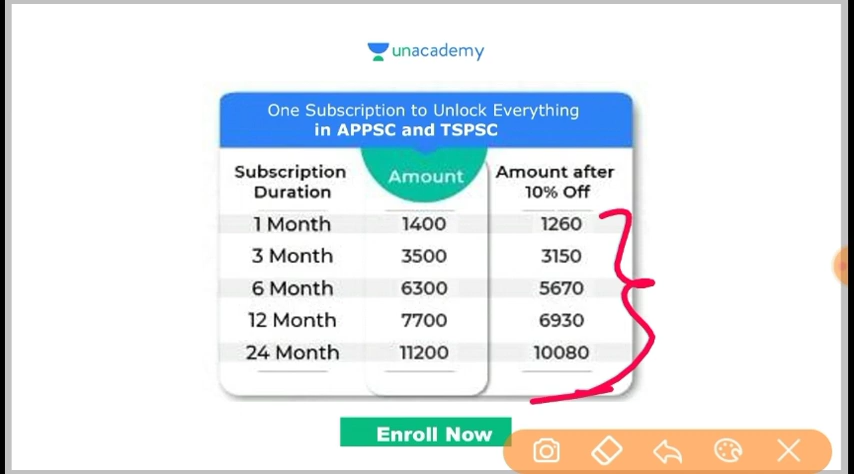 unacademy
One Subscription to Unlock Everything
in APPSC and TSPSC
Subscription Duration Amount Amount after 10% Off
1 Month 1400 1260
3 Month 3500 3150
6 Month 6300 5670
12 Month 7700 6930
24 Month 11200 10080
Enroll Now